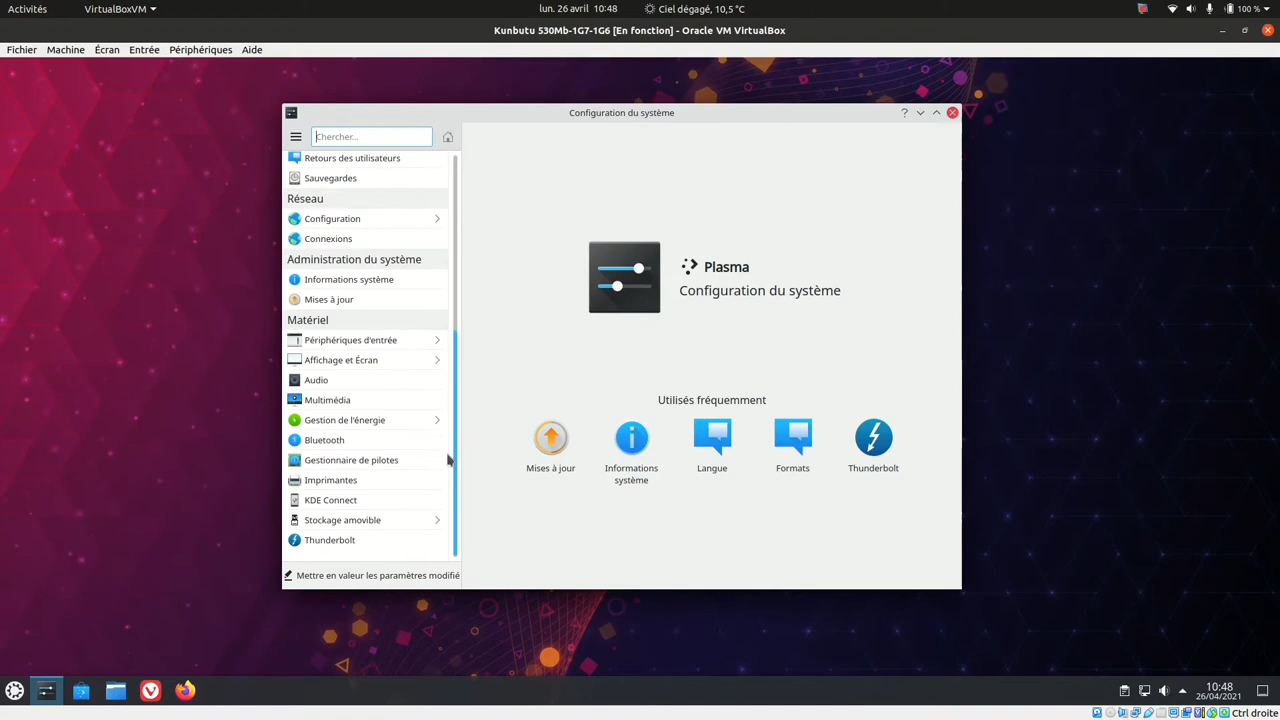 Activités
VirtualBoxVM
lun. 26 avril 10:48
Ciel dégagé, 10,5 °C
100 %
Kunbutu 530Mb-1G7-1G6 [En fonction] - Oracle VM VirtualBox
Fichier Machine Écran Entrée Périphériques Aide
Configuration du système
Chercher...
Retours des utilisateurs
Sauvegardes
Réseau
Configuration
Connexions
Administration du système
Informations système
Mises à jour
Matériel
Périphériques d'entrée
Affichage et Écran
Audio
Multimédia
Gestion de l'énergie
Bluetooth
Gestionnaire de pilotes
Imprimantes
KDE Connect
Stockage amovible
Thunderbolt
Mettre en valeur les paramètres modifié
Plasma
Configuration du système
Utilisés fréquemment
Mises à jour
Informations
système
Langue
Formats
Thunderbolt
10:48
26/04/2021
Ctrl droite